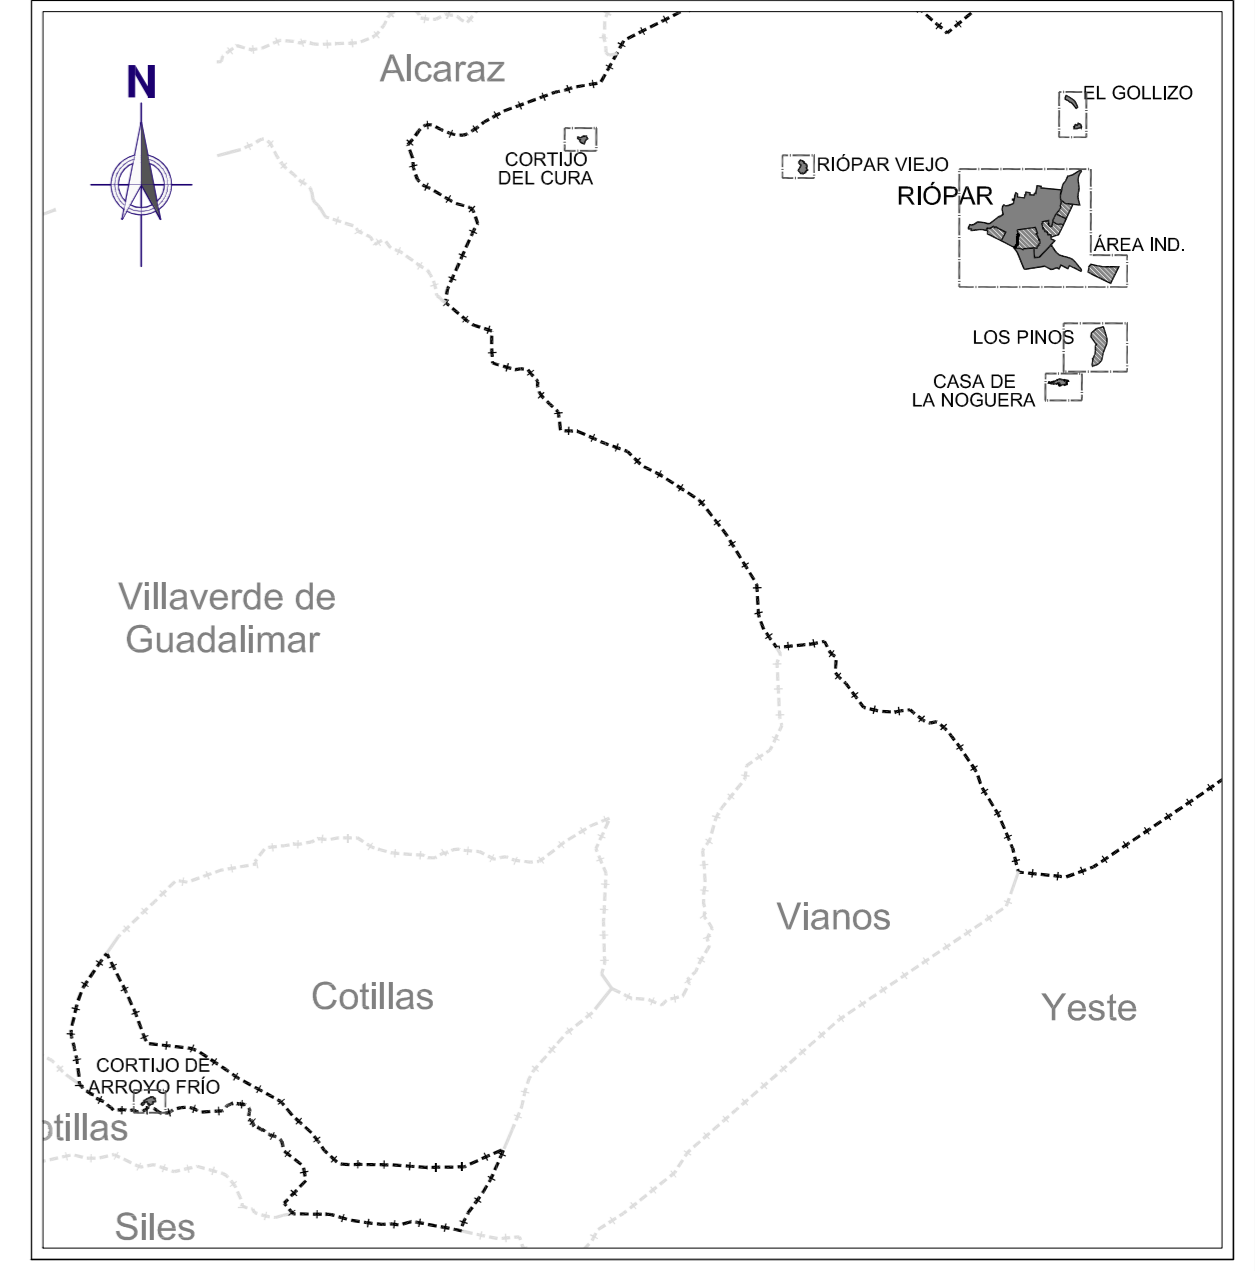 Alcaraz
N
EL GOLLIZO
CORTIJO
DEL CURA
RIÓPAR VIEJO
RIÓPAR
ÁREA IND.
LOS PINOS
CASA DE
LA NOGUERA
Villaverde de
Guadalimar
Vianos
Cotillas
Yeste
CORTIJO DE
ARROYO FRÍO
otillas
Siles